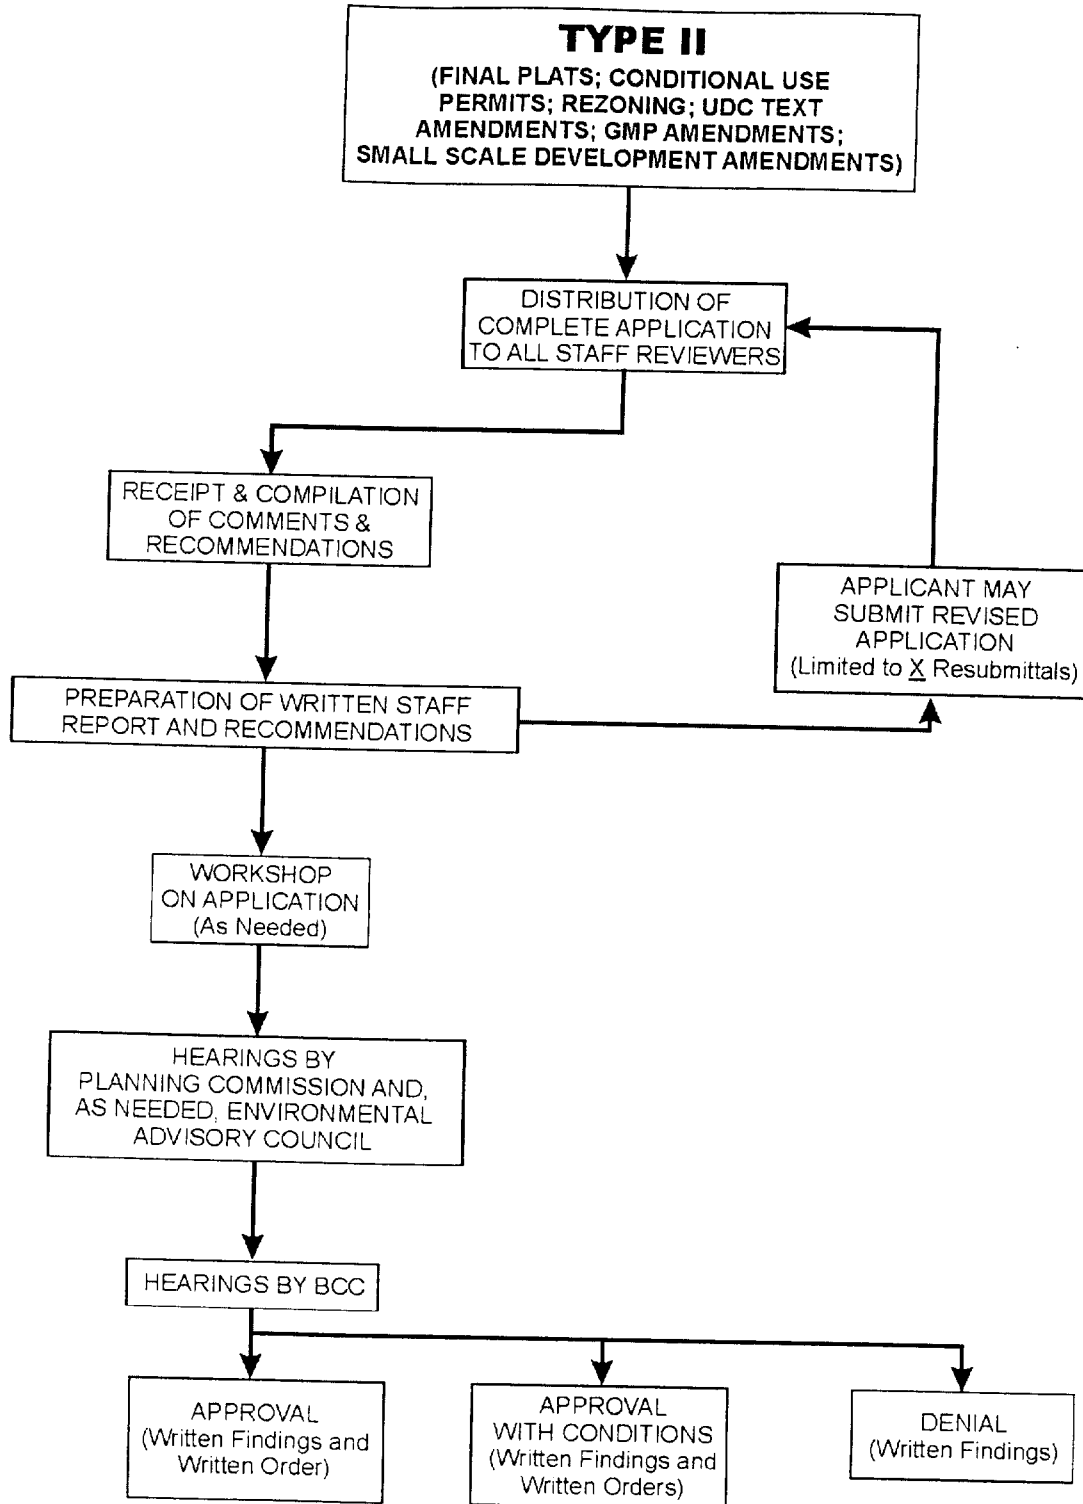 TYPE II
(FINAL PLATS; CONDITIONAL USE
PERMITS; REZONING; UDC TEXT
AMENDMENTS; GMP AMENDMENTS;
SMALL SCALE DEVELOPMENT AMENDMENTS)
DISTRIBUTION OF
COMPLETE APPLICATION
TO ALL STAFF REVIEWERS
RECEIPT & COMPILATION
OF COMMENTS &
RECOMMENDATIONS
APPLICANT MAY
SUBMIT REVISED
APPLICATION
(Limited to X Resubmittals)
PREPARATION OF WRITTEN STAFF
REPORT AND RECOMMENDATIONS
WORKSHOP
ON APPLICATION
(As Needed)
HEARINGS BY
PLANNING COMMISSION AND,
AS NEEDED, ENVIRONMENTAL
ADVISORY COUNCIL
HEARINGS BY BCC
APPROVAL
(Written Findings and
Written Order)
APPROVAL
WITH CONDITIONS
(Written Findings and
Written Orders)
DENIAL
(Written Findings)